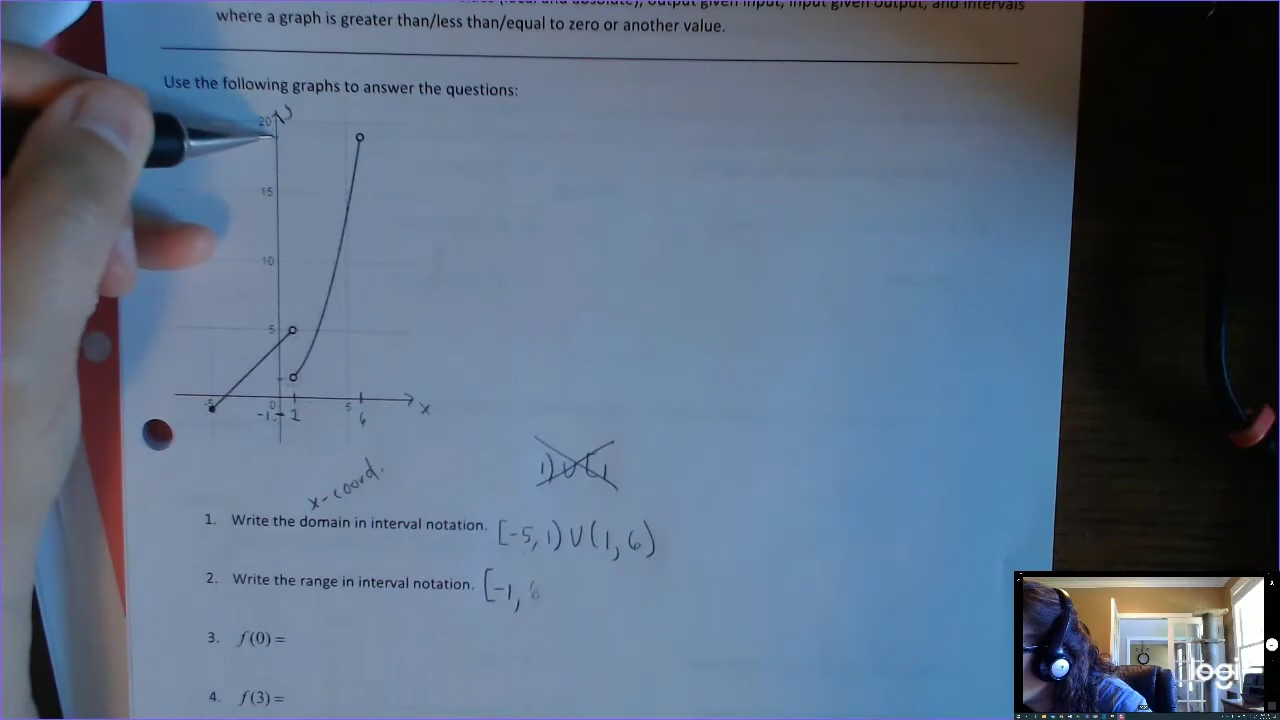 where a graph is greater than/less than/equal to zero or another value.
Use the following graphs to answer the questions:
20
15
10
5
-5 0 5 x
-1 1 6
x-coord.
1) U (1
1. Write the domain in interval notation. [-5, 1) U (1, 6)
2. Write the range in interval notation. [-1,
3. f(0) =
4. f(3) =
logi